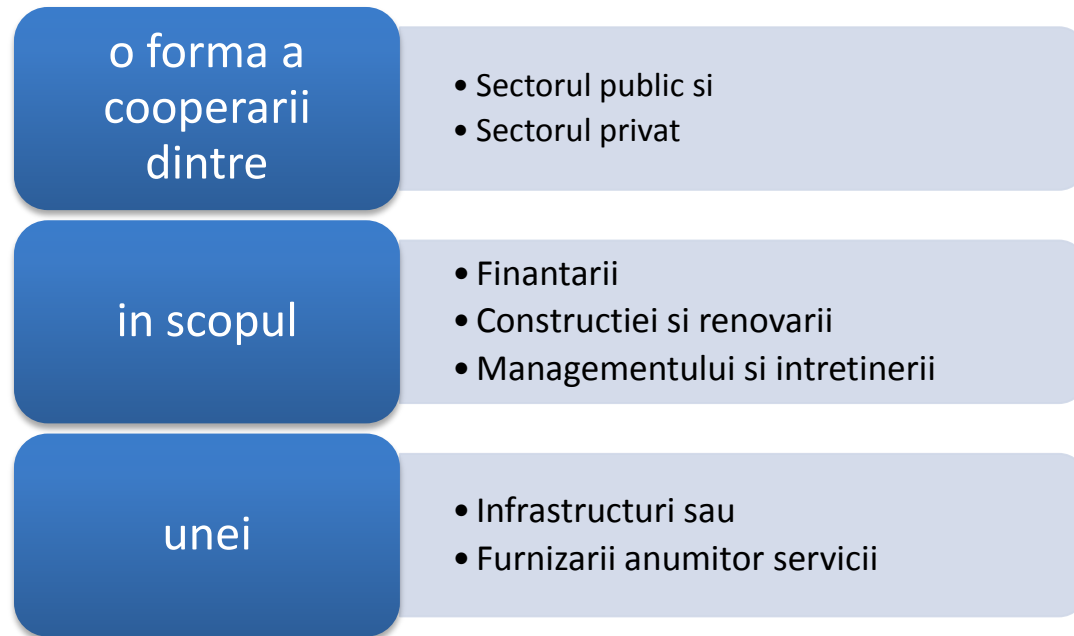 o forma a
cooperarii
dintre
• Sectorul public si
• Sectorul privat
in scopul
• Finantarii
• Constructiei si renovarii
• Managementului si intretinerii
unei
• Infrastructuri sau
• Furnizarii anumitor servicii